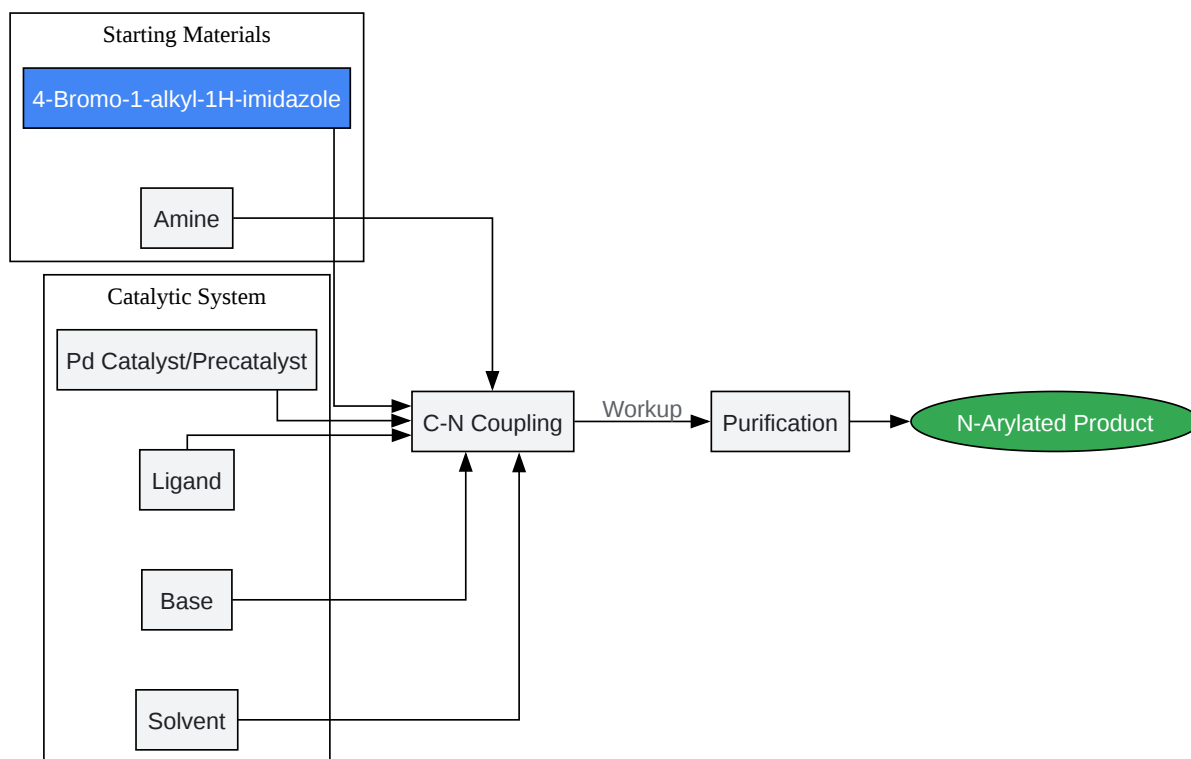 Starting Materials
4-Bromo-1-alkyl-1H-imidazole
Amine
Catalytic System
Pd Catalyst/Precatalyst
Ligand
Base
Solvent
C-N Coupling
Workup
Purification
N-Arylated Product